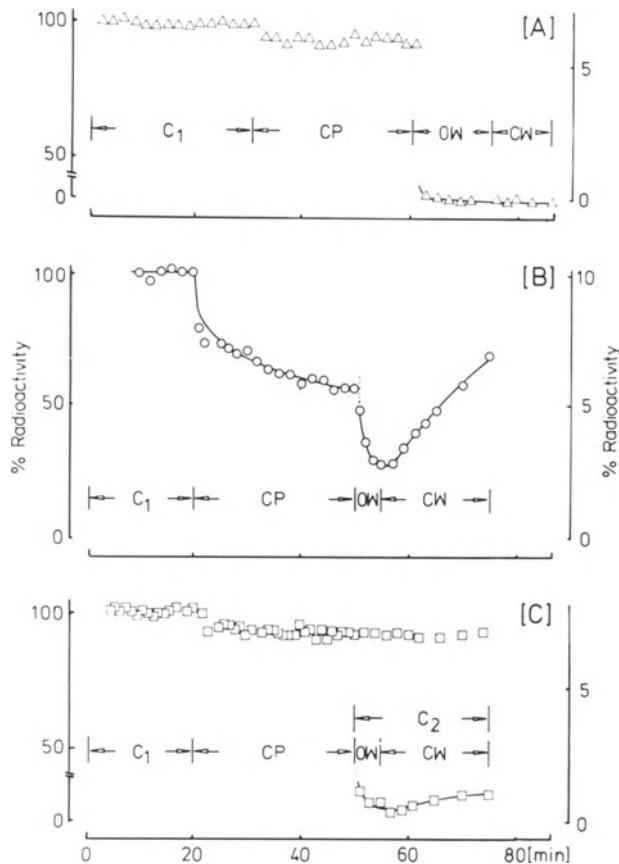 100
[A]
5
C1
CP
OW
CW
50
0
0
100
[B]
10
% Radioactivity
50
5
% Radioactivity
C1
CP
OW
CW
0
0
100
[C]
5
C2
50
C1
CP
OW
CW
0
0
0
20
40
60
80[min]